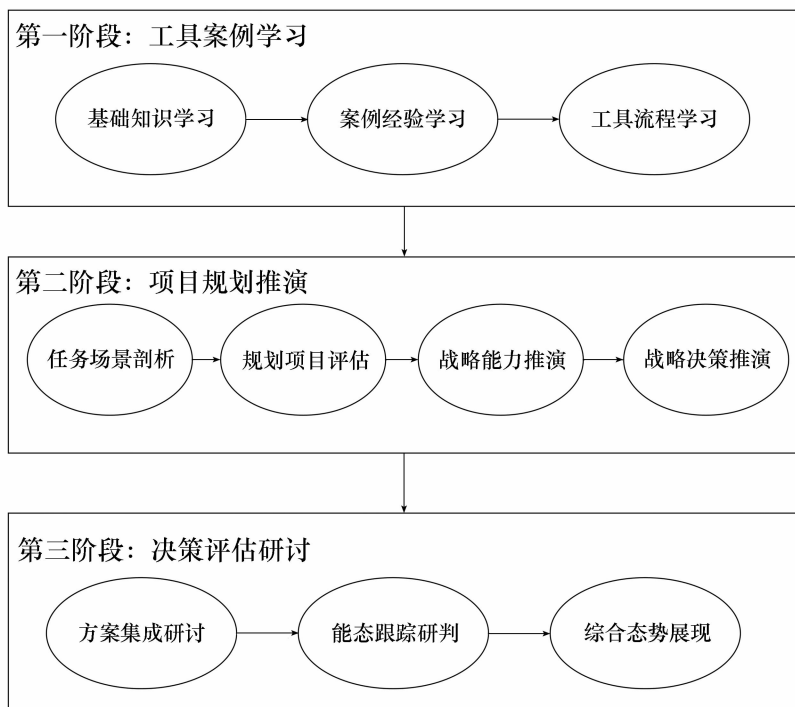 第一阶段：工具案例学习
基础知识学习
案例经验学习
工具流程学习
第二阶段：项目规划推演
任务场景剖析
规划项目评估
战略能力推演
战略决策推演
第三阶段：决策评估研讨
方案集成研讨
能态跟踪研判
综合态势展现